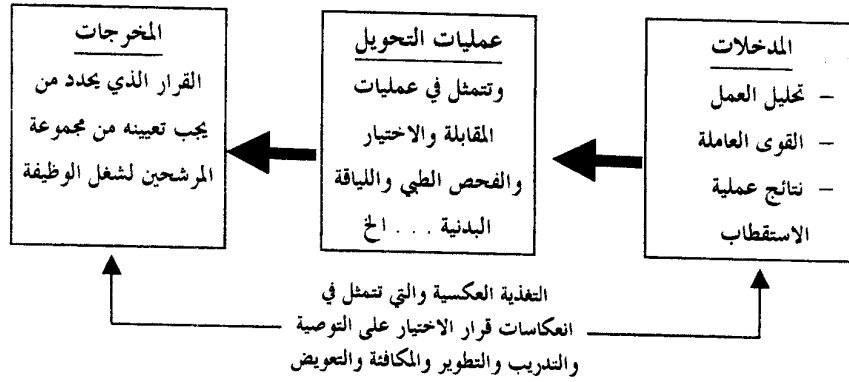 المدخلات
– تحليل العمل
– القوى العاملة
– نتائج عملية
الاستقطاب
عمليات التحويل
وتتمثل في عمليات
المقابلة والاختيار
والفحص الطبي واللياقة
البدنية . . . الخ
المخرجات
القرار الذي يحدد من
يجب تعيينه من مجموعة
المرشحين لشغل الوظيفة
التغذية العكسية والتي تتمثل في
انعكاسات قرار الاختيار على التوصية
والتدريب والتطوير والمكافئة والتعويض